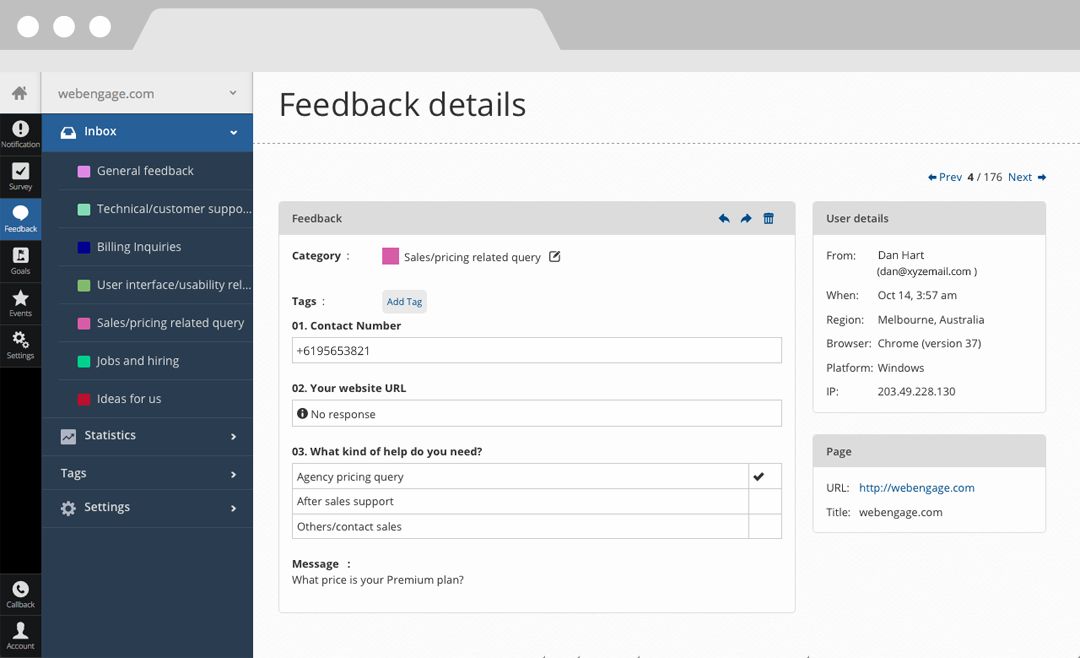 webengage.com
Notification
Survey
Feedback
Goals
Events
Settings
Callback
Account
Inbox
General feedback
Technical/customer suppo...
Billing Inquiries
User interface/usability rel...
Sales/pricing related query
Jobs and hiring
Ideas for us
Statistics
Tags
Settings
Feedback details
Prev 4 / 176 Next
Feedback
Category :
Sales/pricing related query
Tags :
Add Tag
01. Contact Number
+6195653821
02. Your website URL
No response
03. What kind of help do you need?
Agency pricing query
After sales support
Others/contact sales
Message :
What price is your Premium plan?
User details
From: Dan Hart
(dan@xyzemail.com )
When: Oct 14, 3:57 am
Region: Melbourne, Australia
Browser: Chrome (version 37)
Platform: Windows
IP: 203.49.228.130
Page
URL: http://webengage.com
Title: webengage.com